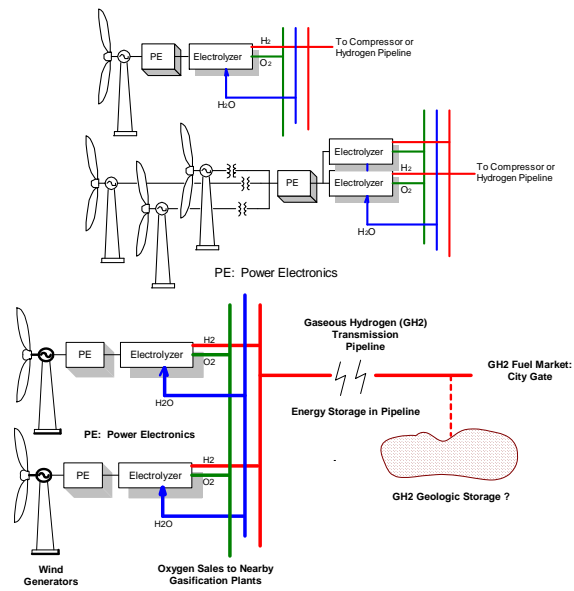 H2
To Compressor or
Hydrogen Pipeline
PE
Electrolyzer
O2
H2O
Electrolyzer
H2
To Compressor or
Hydrogen Pipeline
PE
Electrolyzer
O2
H2O
PE: Power Electronics
Gaseous Hydrogen (GH2)
Transmission
Pipeline
H2
PE
Electrolyzer
O2
GH2 Fuel Market:
City Gate
H2O
Energy Storage in Pipeline
PE: Power Electronics
H2
PE
Electrolyzer
O2
GH2 Geologic Storage ?
H2O
Wind
Generators
Oxygen Sales to Nearby
Gasification Plants